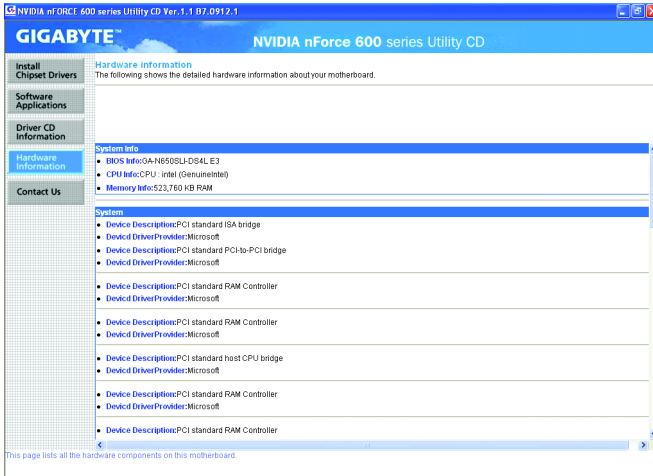 NVIDIA nFORCE 600 series Utility CD Ver.1.1 B7.0912.1
GIGABYTE™
NVIDIA nForce 600 series Utility CD
Install
Chipset Drivers
Software
Applications
Driver CD
Information
Hardware
Information
Contact Us
Hardware information
The following shows the detailed hardware information about your motherboard.
System Info
BIOS Info:GA-N650SLI-DS4L E3
CPU Info:CPU : intel (GenuineIntel)
Memory Info:523,760 KB RAM
System
Device Description:PCI standard ISA bridge
Devicd DriverProvider:Microsoft
Device Description:PCI standard PCI-to-PCI bridge
Devicd DriverProvider:Microsoft
Device Description:PCI standard RAM Controller
Devicd DriverProvider:Microsoft
Device Description:PCI standard RAM Controller
Devicd DriverProvider:Microsoft
Device Description:PCI standard host CPU bridge
Devicd DriverProvider:Microsoft
Device Description:PCI standard RAM Controller
Devicd DriverProvider:Microsoft
Device Description:PCI standard RAM Controller
This page lists all the hardware components on this motherboard.